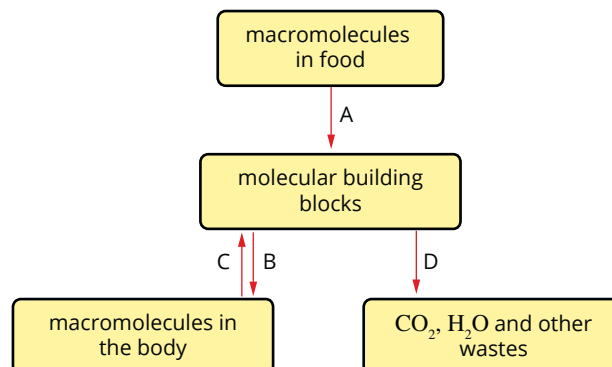 macromolecules
in food
A
molecular building
blocks
C
B
D
macromolecules in
the body
CO₂, H₂O and other
wastes